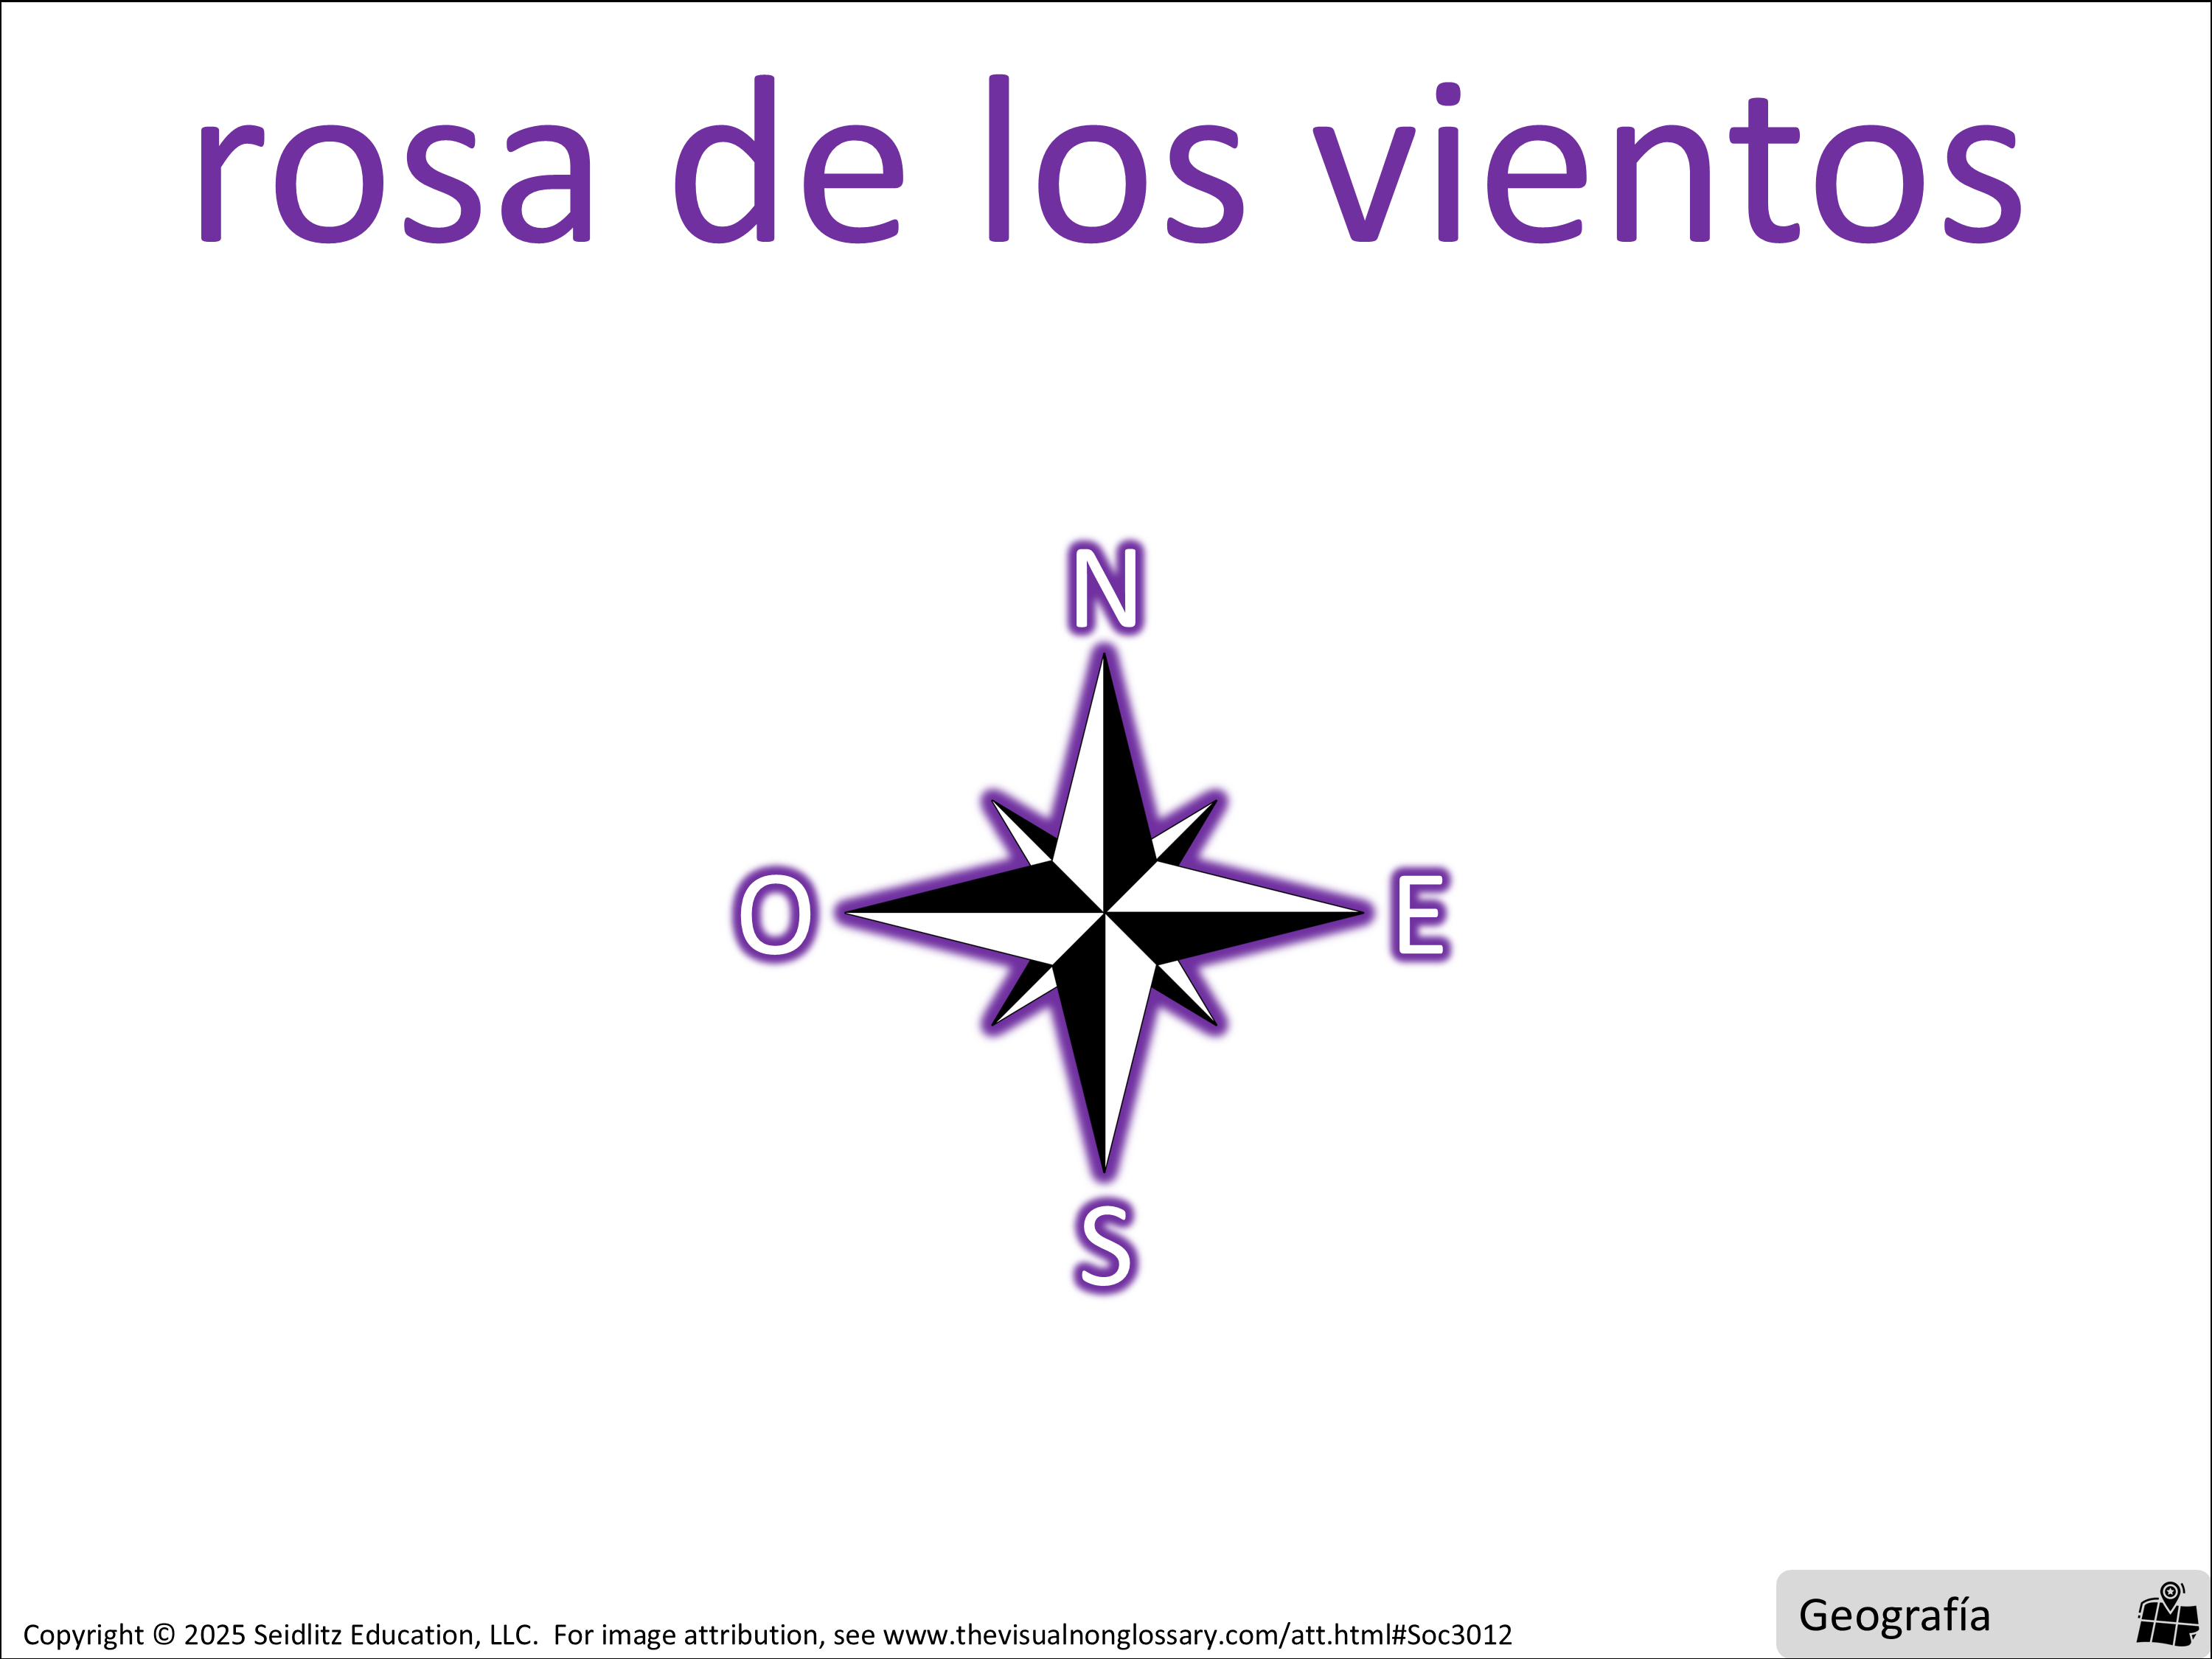 rosa de los vientos
N
O
E
S
Geografía
Copyright © 2025 Seidlitz Education, LLC.  For image attribution, see www.thevisualnonglossary.com/att.html#Soc3012